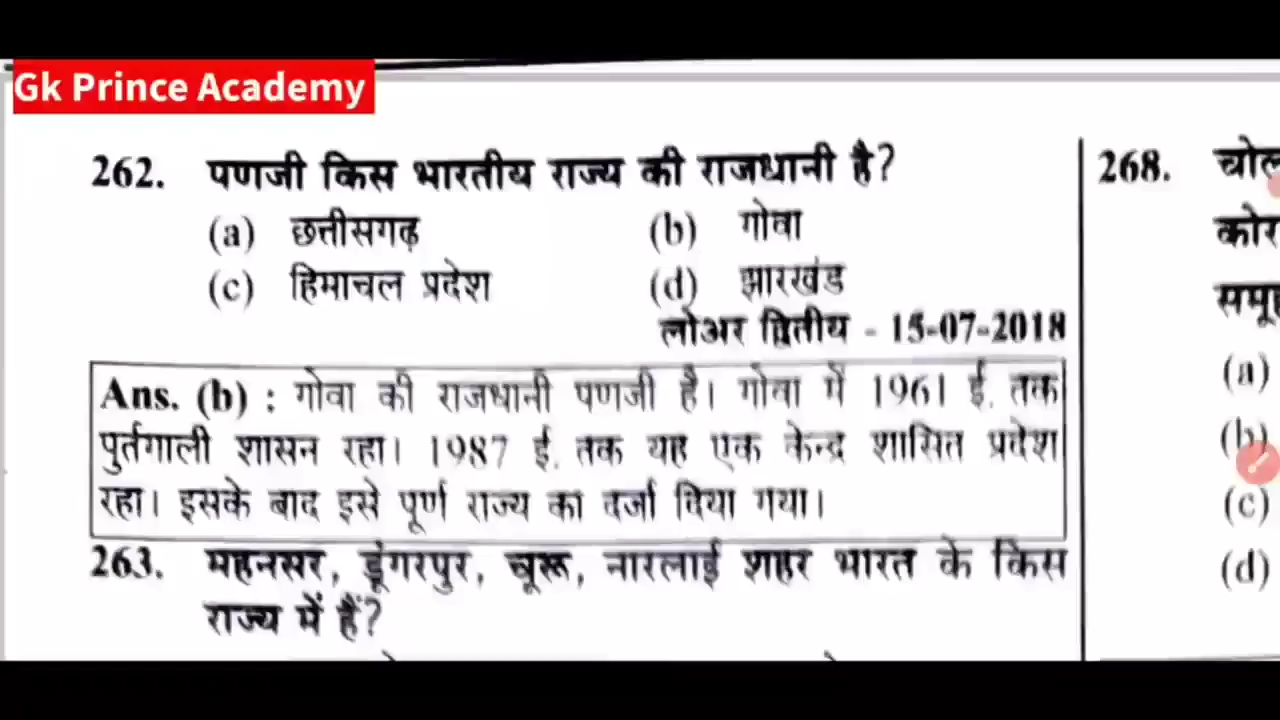 Gk Prince Academy
262. पणजी किस भारतीय राज्य की राजधानी है?
(a) छत्तीसगढ़ (b) गोवा
(c) हिमाचल प्रदेश (d) झारखंड
लोअर द्वितीय - 15-07-2018
Ans. (b) : गोवा की राजधानी पणजी है। गोवा में 1961 ई. तक
पुर्तगाली शासन रहा। 1987 ई. तक यह एक केन्द्र शासित प्रदेश
रहा। इसके बाद इसे पूर्ण राज्य का दर्जा दिया गया।
263. महनसर, डूंगरपुर, चूरू, नारलाई शहर भारत के किस
राज्य में हैं?
268. चोल
कोर
समूह
(a)
(b)
(c)
(d)